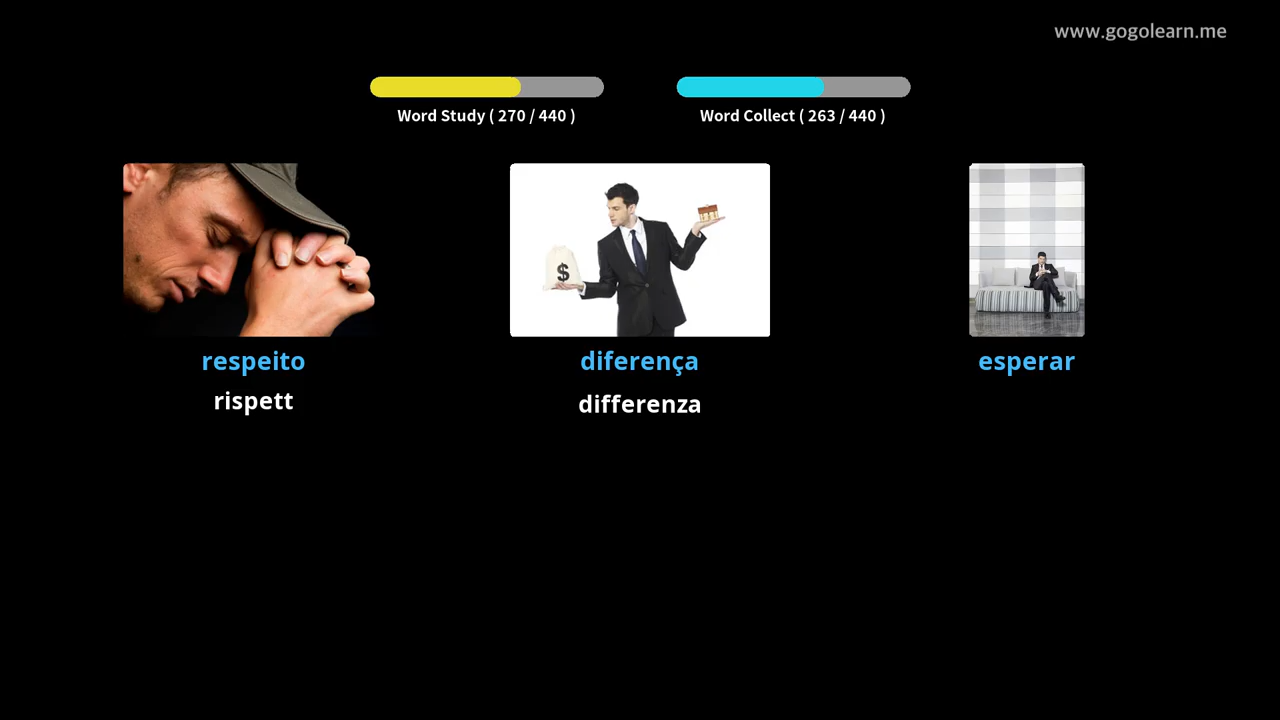 www.gogolearn.me
Word Study ( 270 / 440 )
Word Collect ( 263 / 440 )
respeito
diferença
esperar
rispett
differenza
$